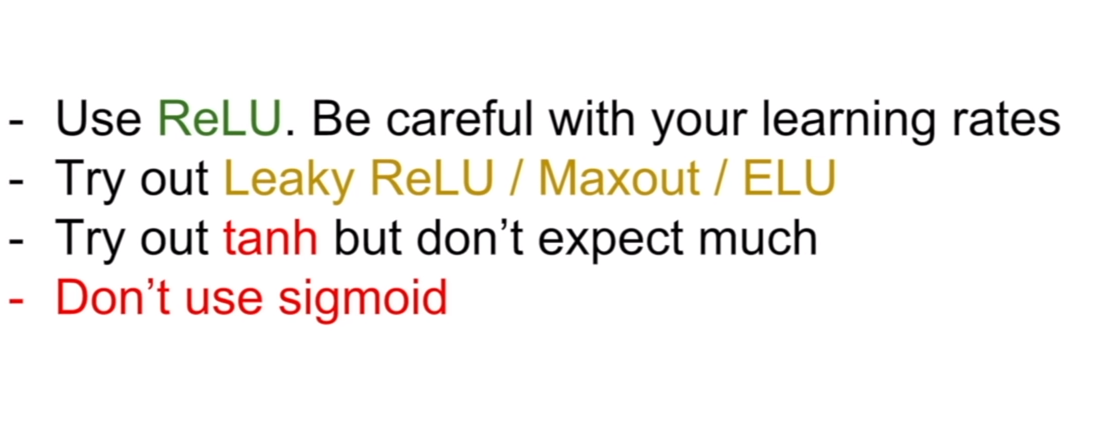 - Use ReLU. Be careful with your learning rates
- Try out Leaky ReLU / Maxout / ELU
- Try out tanh but don’t expect much
- Don’t use sigmoid